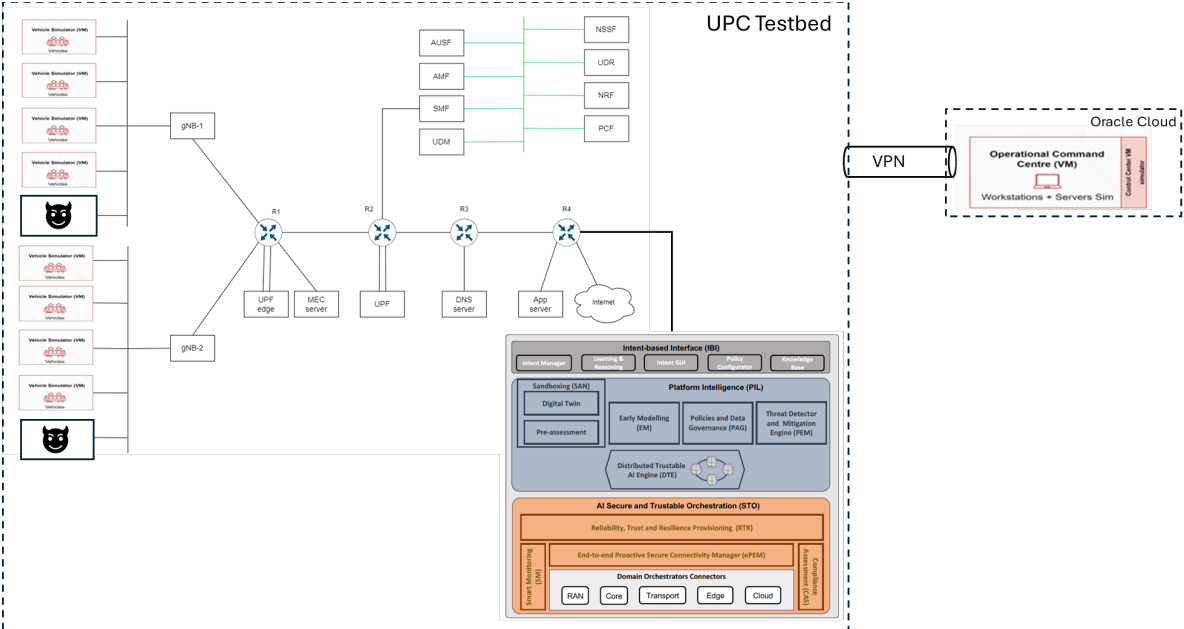 UPC Testbed
Vehicle Simulator (VM)
Vehicles
Vehicle Simulator (VM)
Vehicles
Vehicle Simulator (VM)
Vehicles
Vehicle Simulator (VM)
Vehicles
Vehicle Simulator (VM)
Vehicles
Vehicle Simulator (VM)
Vehicles
Vehicle Simulator (VM)
Vehicles
Vehicle Simulator (VM)
Vehicles
gNB-1
gNB-2
AUSF
AMF
SMF
UDM
NSSF
UDR
NRF
PCF
R1
R2
R3
R4
UPF
edge
MEC
server
UPF
DNS
server
App
server
Internet
VPN
Oracle Cloud
Operational Command
Centre (VM)
Workstations + Servers Sim
Control Center VM
simulator
Intent-based Interface (IBI)
Intent Manager
Learning &
Reasoning
Intent GUI
Policy
Configurator
Knowledge
Base
Sandboxing (SAN)
Digital Twin
Pre-assessment
Platform Intelligence (PIL)
Early Modelling
(EM)
Policies and Data
Governance (PAG)
Threat Detector
and Mitigation
Engine (PEM)
Distributed Trustable
AI Engine (DTE)
AI Secure and Trustable Orchestration (STO)
Reliability, Trust and Resilience Provisioning (RTR)
Smart Monitoring
(SM)
End-to-end Proactive Secure Connectivity Manager (ePEM)
Compliance
Assessment (CAS)
Domain Orchestrators Connectors
RAN
Core
Transport
Edge
Cloud